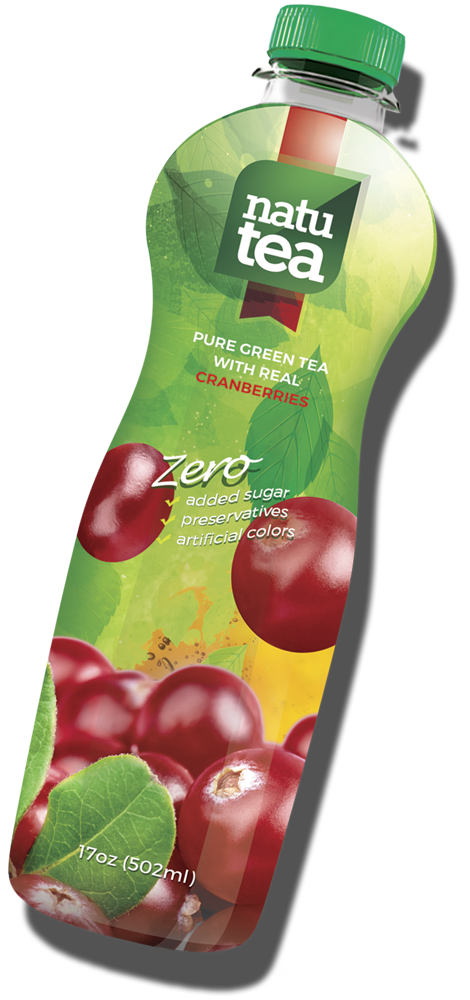 natu
tea
PURE GREEN TEA
WITH REAL
CRANBERRIES
Zero
added sugar
preservatives
artificial colors
17oz (502ml)